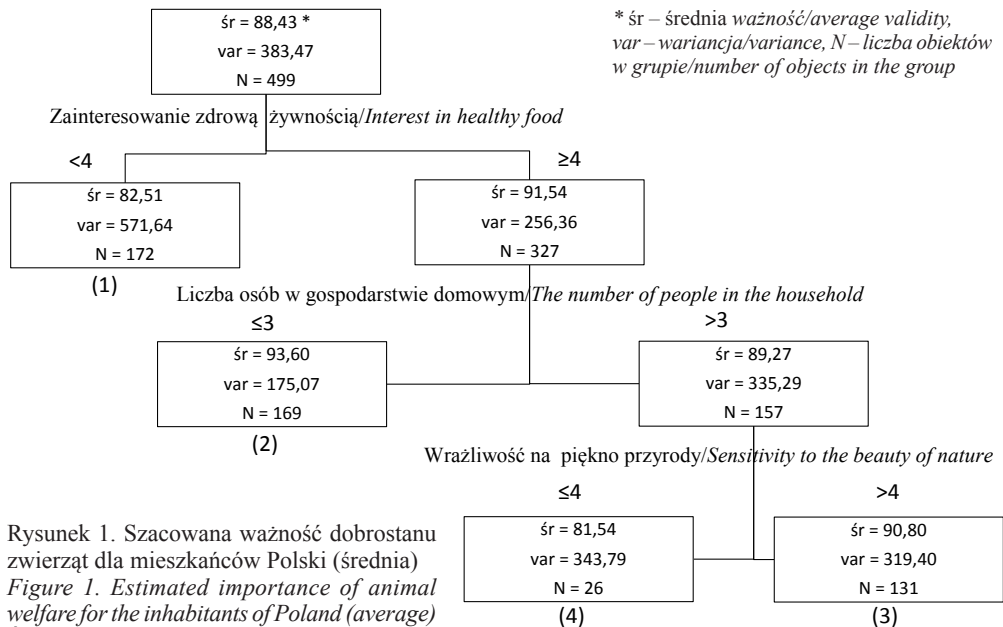 śr = 88,43 *
var = 383,47
N = 499
* śr – średnia ważność/average validity,
var – wariancja/variance, N – liczba obiektów
w grupie/number of objects in the group
Zainteresowanie zdrową żywnością/Interest in healthy food
<4
≥4
śr = 82,51
var = 571,64
N = 172
(1)
śr = 91,54
var = 256,36
N = 327
Liczba osób w gospodarstwie domowym/The number of people in the household
≤3
>3
śr = 93,60
var = 175,07
N = 169
(2)
śr = 89,27
var = 335,29
N = 157
Wrażliwość na piękno przyrody/Sensitivity to the beauty of nature
≤4
>4
śr = 81,54
var = 343,79
N = 26
(4)
śr = 90,80
var = 319,40
N = 131
(3)
Rysunek 1. Szacowana ważność dobrostanu
zwierząt dla mieszkańców Polski (średnia)
Figure 1. Estimated importance of animal
welfare for the inhabitants of Poland (average)